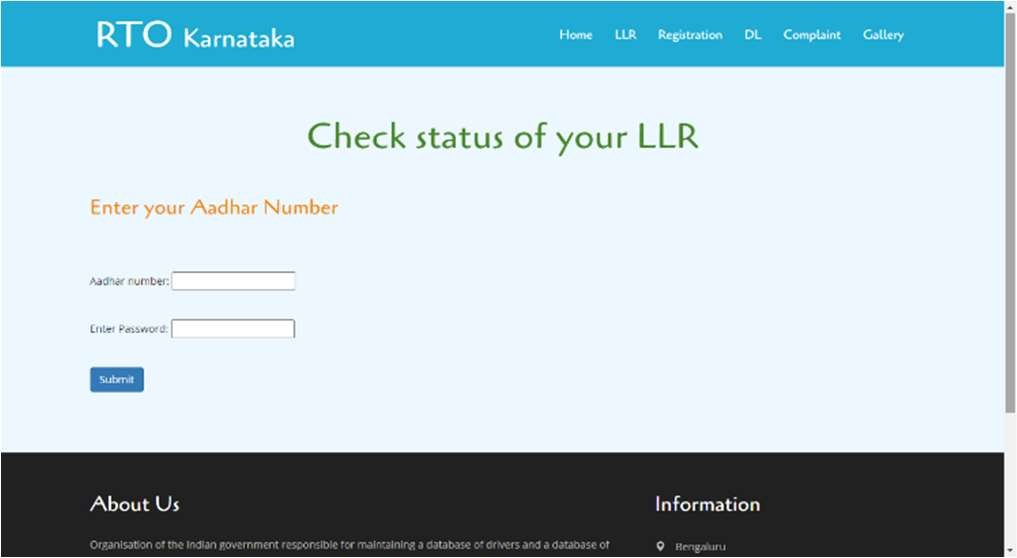 RTO Karnataka
Home LLR Registration DL Complaint Gallery
Check status of your LLR
Enter your Aadhar Number
Aadhar number:
Enter Password:
Submit
About Us
Information
Organisation of the Indian government responsible for maintaining a database of drivers and a database of
Bengaluru